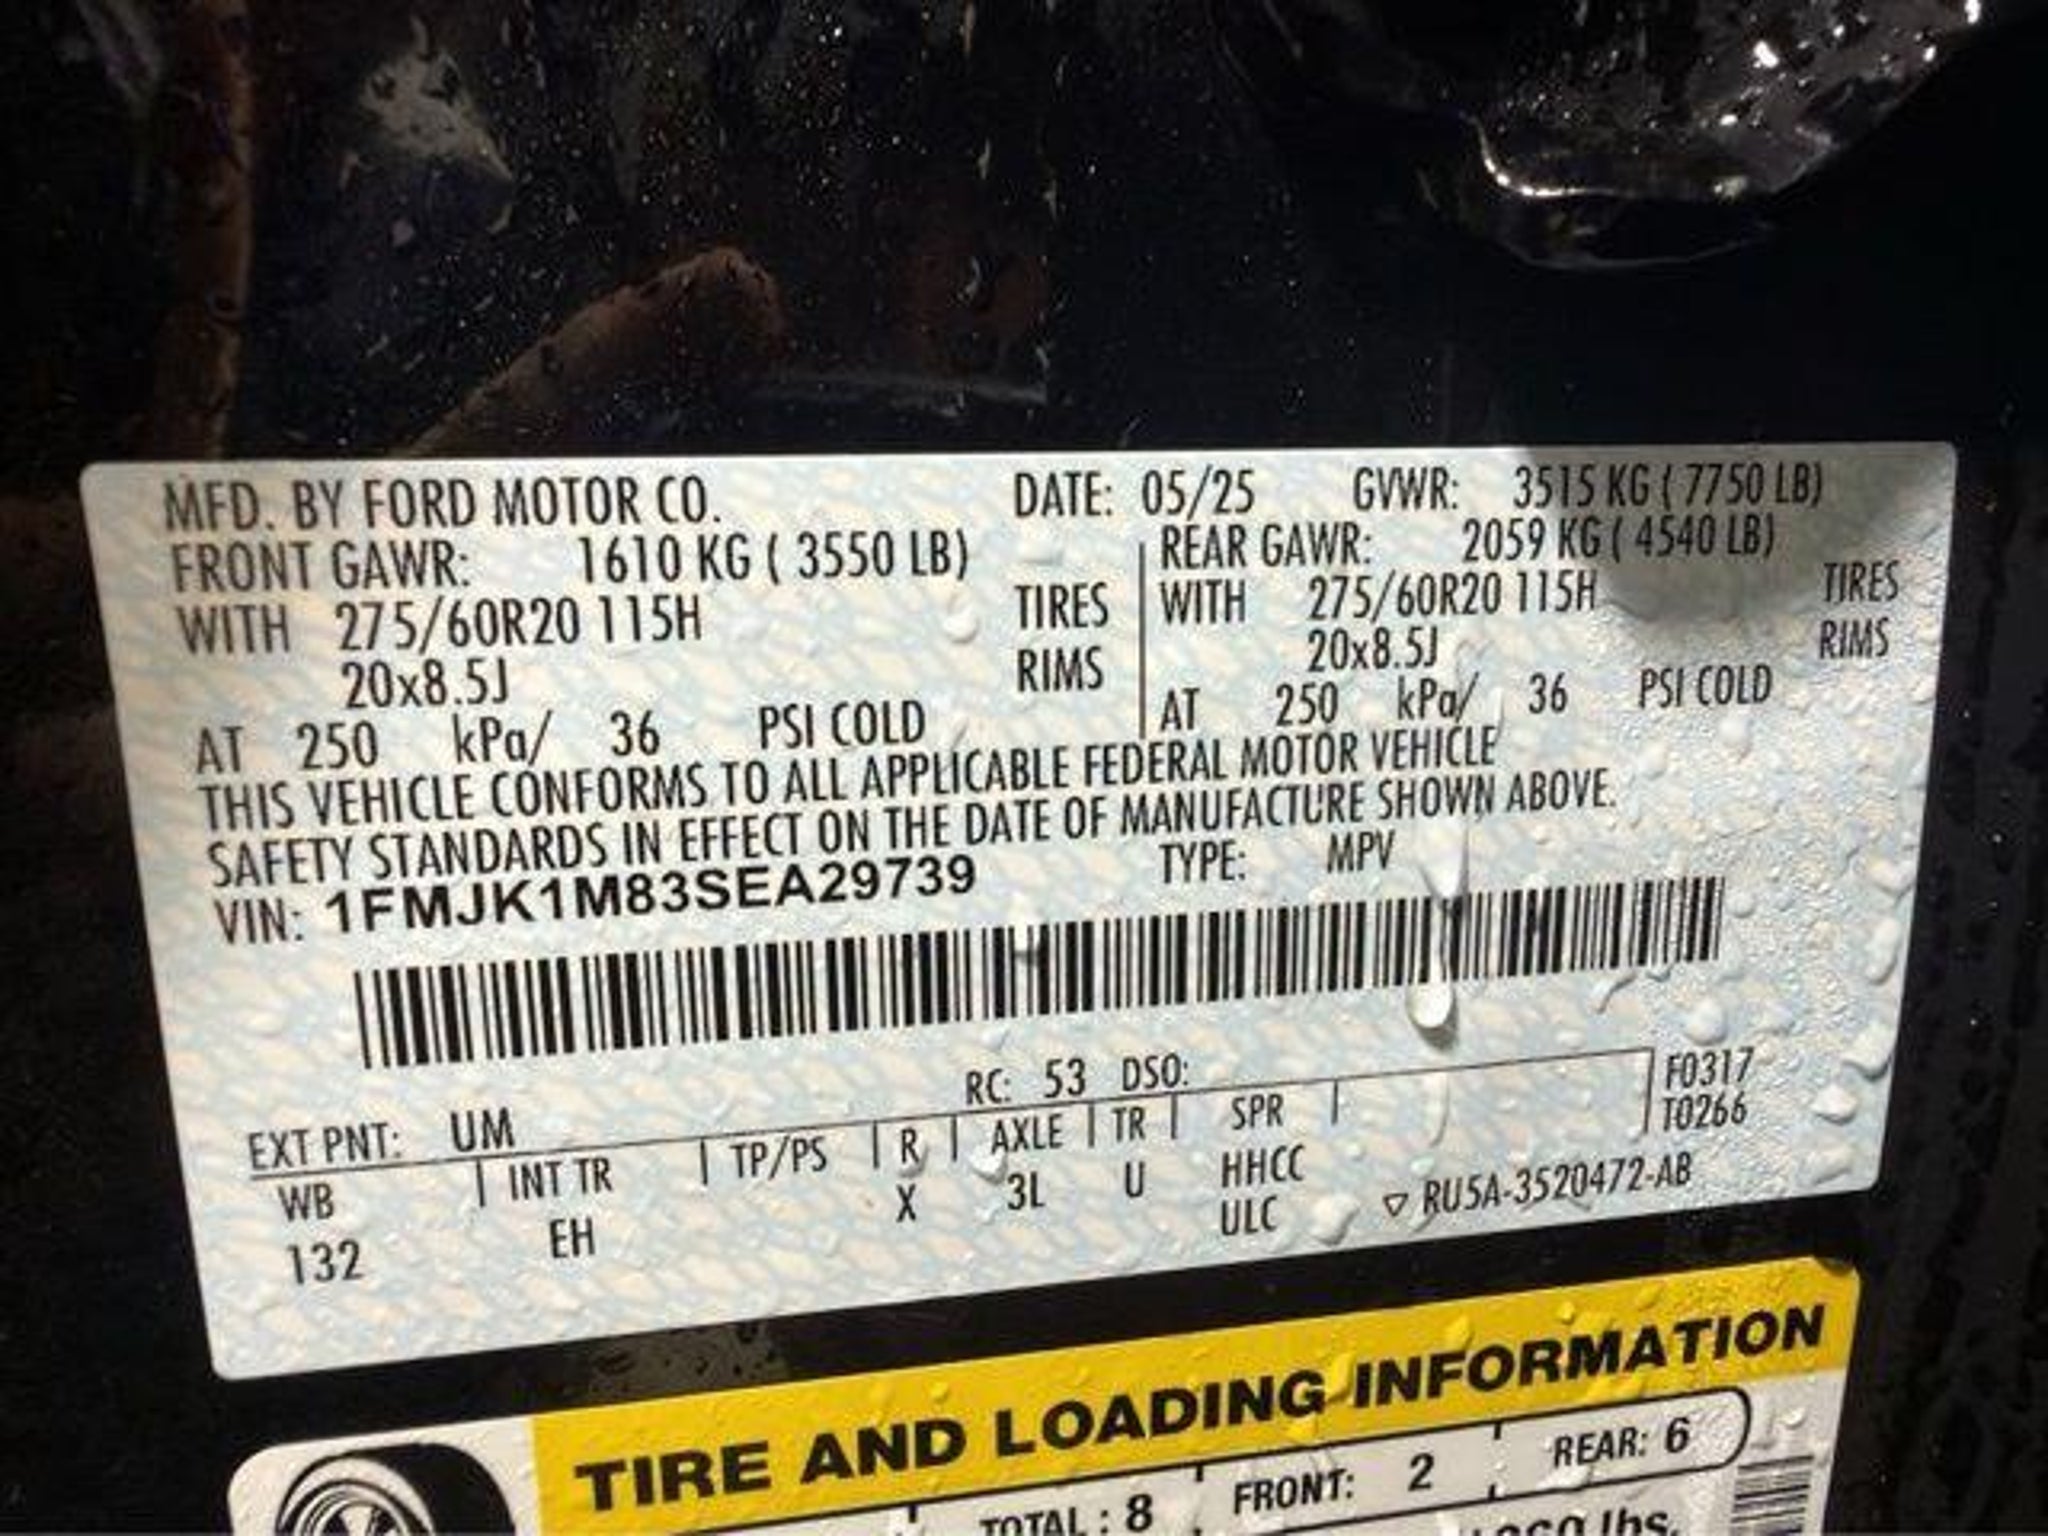 MFD. BY FORD MOTOR CO. DATE: 05/25 GVWR: 3515 KG ( 7750 LB)
FRONT GAWR: 1610 KG ( 3550 LB) REAR GAWR: 2059 KG ( 4540 LB)
WITH 275/60R20 115H TIRES WITH 275/60R20 115H TIRES
20x8.5J RIMS 20x8.5J RIMS
AT 250 kPa/ 36 PSI COLD AT 250 kPa/ 36 PSI COLD
THIS VEHICLE CONFORMS TO ALL APPLICABLE FEDERAL MOTOR VEHICLE
SAFETY STANDARDS IN EFFECT ON THE DATE OF MANUFACTURE SHOWN ABOVE.
VIN: 1FMJK1M83SEA29739 TYPE: MPV
EXT PNT: UM RC: 53 DSO: F0317
WB INT TR TP/PS R AXLE TR SPR T0266
132 EH X 3L U HHCC
ULC ▽ RU5A-3520472-AB
TIRE AND LOADING INFORMATION
TOTAL : 8 FRONT: 2 REAR: 6
lbs.